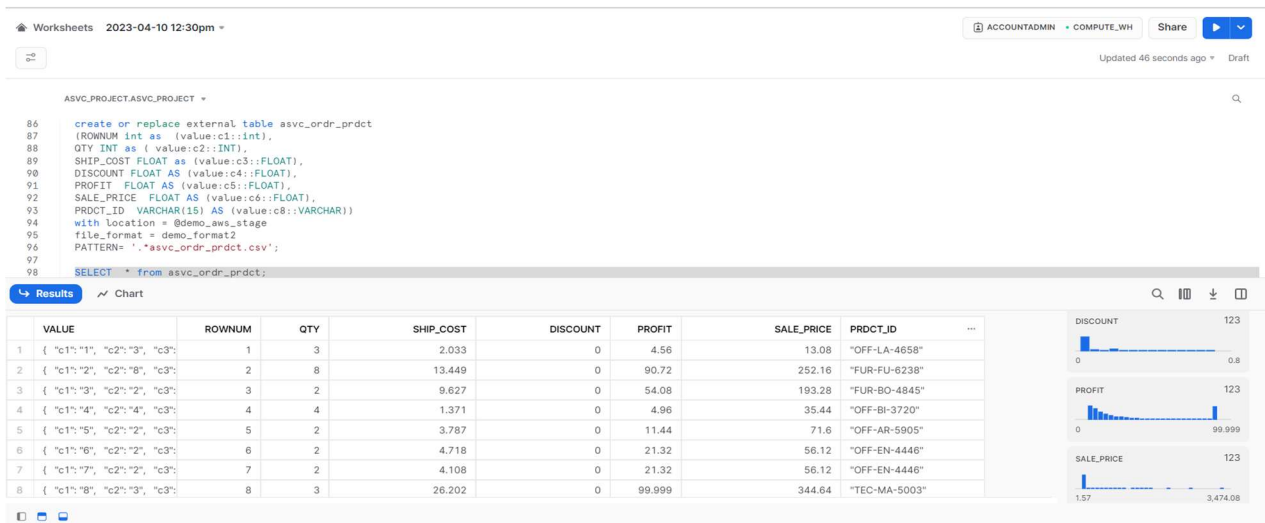 Worksheets 2023-04-10 12:30pm
ACCOUNTADMIN • COMPUTE_WH Share
Updated 46 seconds ago Draft
ASVC_PROJECT.ASVC_PROJECT
86 create or replace external table asvc_ordr_prdct
87 (ROWNUM int as (value:c1::int),
88 QTY INT as ( value:c2::INT),
89 SHIP_COST FLOAT as (value:c3::FLOAT),
90 DISCOUNT FLOAT AS (value:c4::FLOAT),
91 PROFIT FLOAT AS (value:c5::FLOAT),
92 SALE_PRICE FLOAT AS (value:c6::FLOAT),
93 PRDCT_ID VARCHAR(15) AS (value:c8::VARCHAR))
94 with location = @demo_aws_stage
95 file_format = demo_format2
96 PATTERN= '.*asvc_ordr_prdct.csv';
97
98 SELECT * from asvc_ordr_prdct;
Results Chart
VALUE ROWNUM QTY SHIP_COST DISCOUNT PROFIT SALE_PRICE PRDCT_ID ...
1 { "c1": "1", "c2": "3", "c3": 1 3 2.033 0 4.56 13.08 "OFF-LA-4658"
2 { "c1": "2", "c2": "8", "c3": 2 8 13.449 0 90.72 252.16 "FUR-FU-6238"
3 { "c1": "3", "c2": "2", "c3": 3 2 9.627 0 54.08 193.28 "FUR-BO-4845"
4 { "c1": "4", "c2": "4", "c3": 4 4 1.371 0 4.96 35.44 "OFF-BI-3720"
5 { "c1": "5", "c2": "2", "c3": 5 2 3.787 0 11.44 71.6 "OFF-AR-5905"
6 { "c1": "6", "c2": "2", "c3": 6 2 4.718 0 21.32 56.12 "OFF-EN-4446"
7 { "c1": "7", "c2": "2", "c3": 7 2 4.108 0 21.32 56.12 "OFF-EN-4446"
8 { "c1": "8", "c2": "3", "c3": 8 3 26.202 0 99.999 344.64 "TEC-MA-5003"
DISCOUNT 123
0 0.8
PROFIT 123
0 99.999
SALE_PRICE 123
1.57 3,474.08